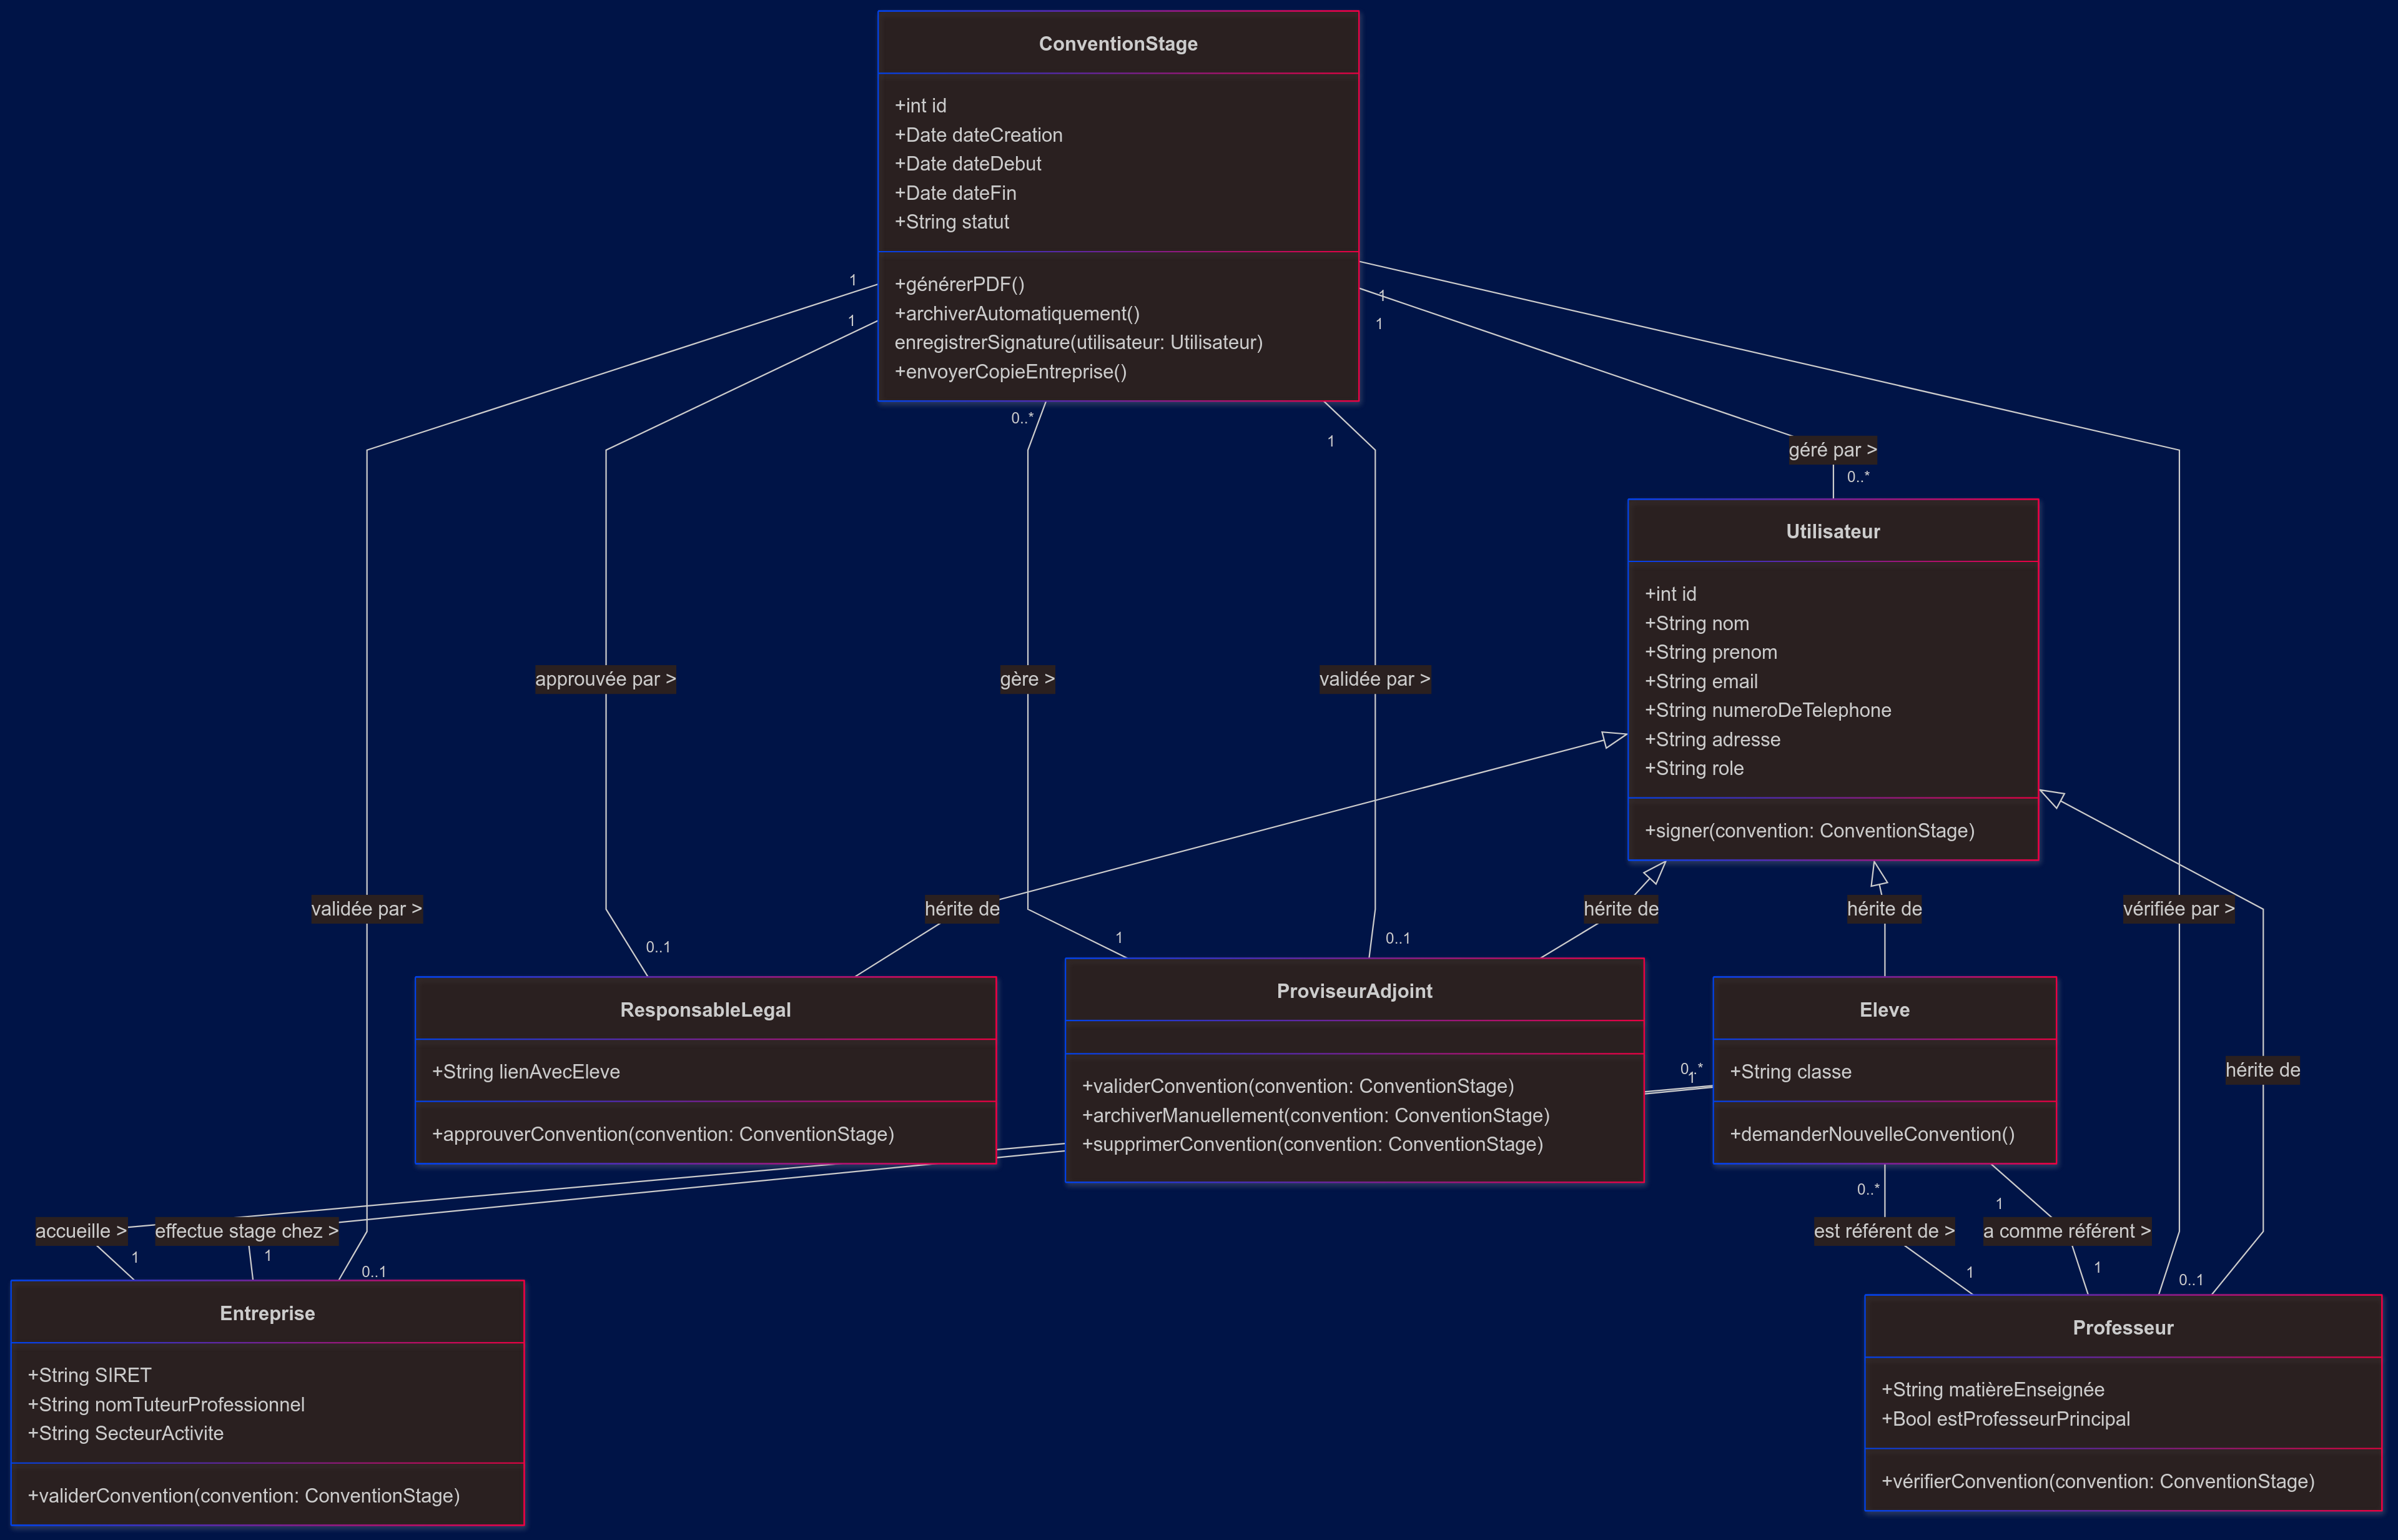 ConventionStage
+int id
+Date dateCreation
+Date dateDebut
+Date dateFin
+String statut
+générerPDF()
+archiverAutomatiquement()
enregistrerSignature(utilisateur: Utilisateur)
+envoyerCopieEntreprise()
1
1
1
1
0..*
1
géré par >
0..*
Utilisateur
+int id
+String nom
+String prenom
+String email
+String numeroDeTelephone
+String adresse
+String role
+signer(convention: ConventionStage)
approuvée par >
gère >
validée par >
validée par >
hérite de
hérite de
hérite de
vérifiée par >
0..1
1
0..1
ResponsableLegal
+String lienAvecEleve
+approuverConvention(convention: ConventionStage)
ProviseurAdjoint
+validerConvention(convention: ConventionStage)
+archiverManuellement(convention: ConventionStage)
+supprimerConvention(convention: ConventionStage)
0..*
1
Eleve
+String classe
+demanderNouvelleConvention()
hérite de
0..*
1
accueille >
effectue stage chez >
est référent de >
a comme référent >
1
1
0..1
1
1
0..1
Entreprise
+String SIRET
+String nomTuteurProfessionnel
+String SecteurActivite
+validerConvention(convention: ConventionStage)
Professeur
+String matièreEnseignée
+Bool estProfesseurPrincipal
+vérifierConvention(convention: ConventionStage)